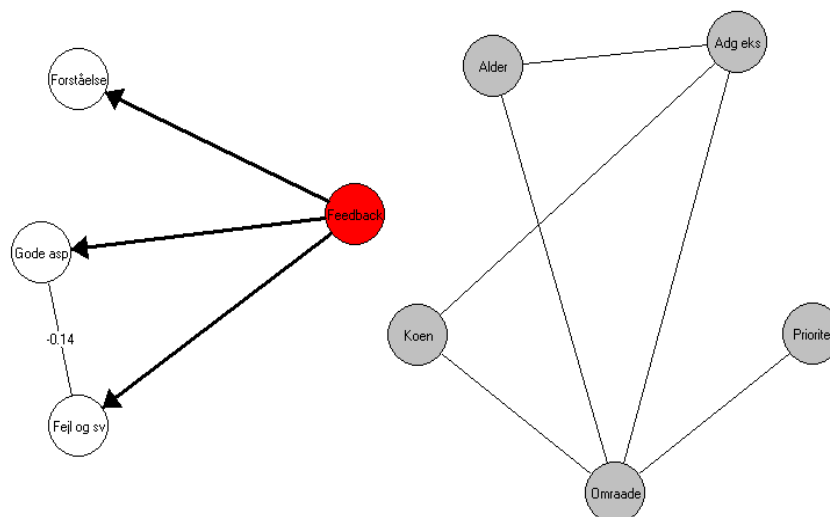 Adg eks
Alder
Forståelse
Feedback
Gode asp
Koen
Priorite
-0.14
Fejl og sv
Omraade